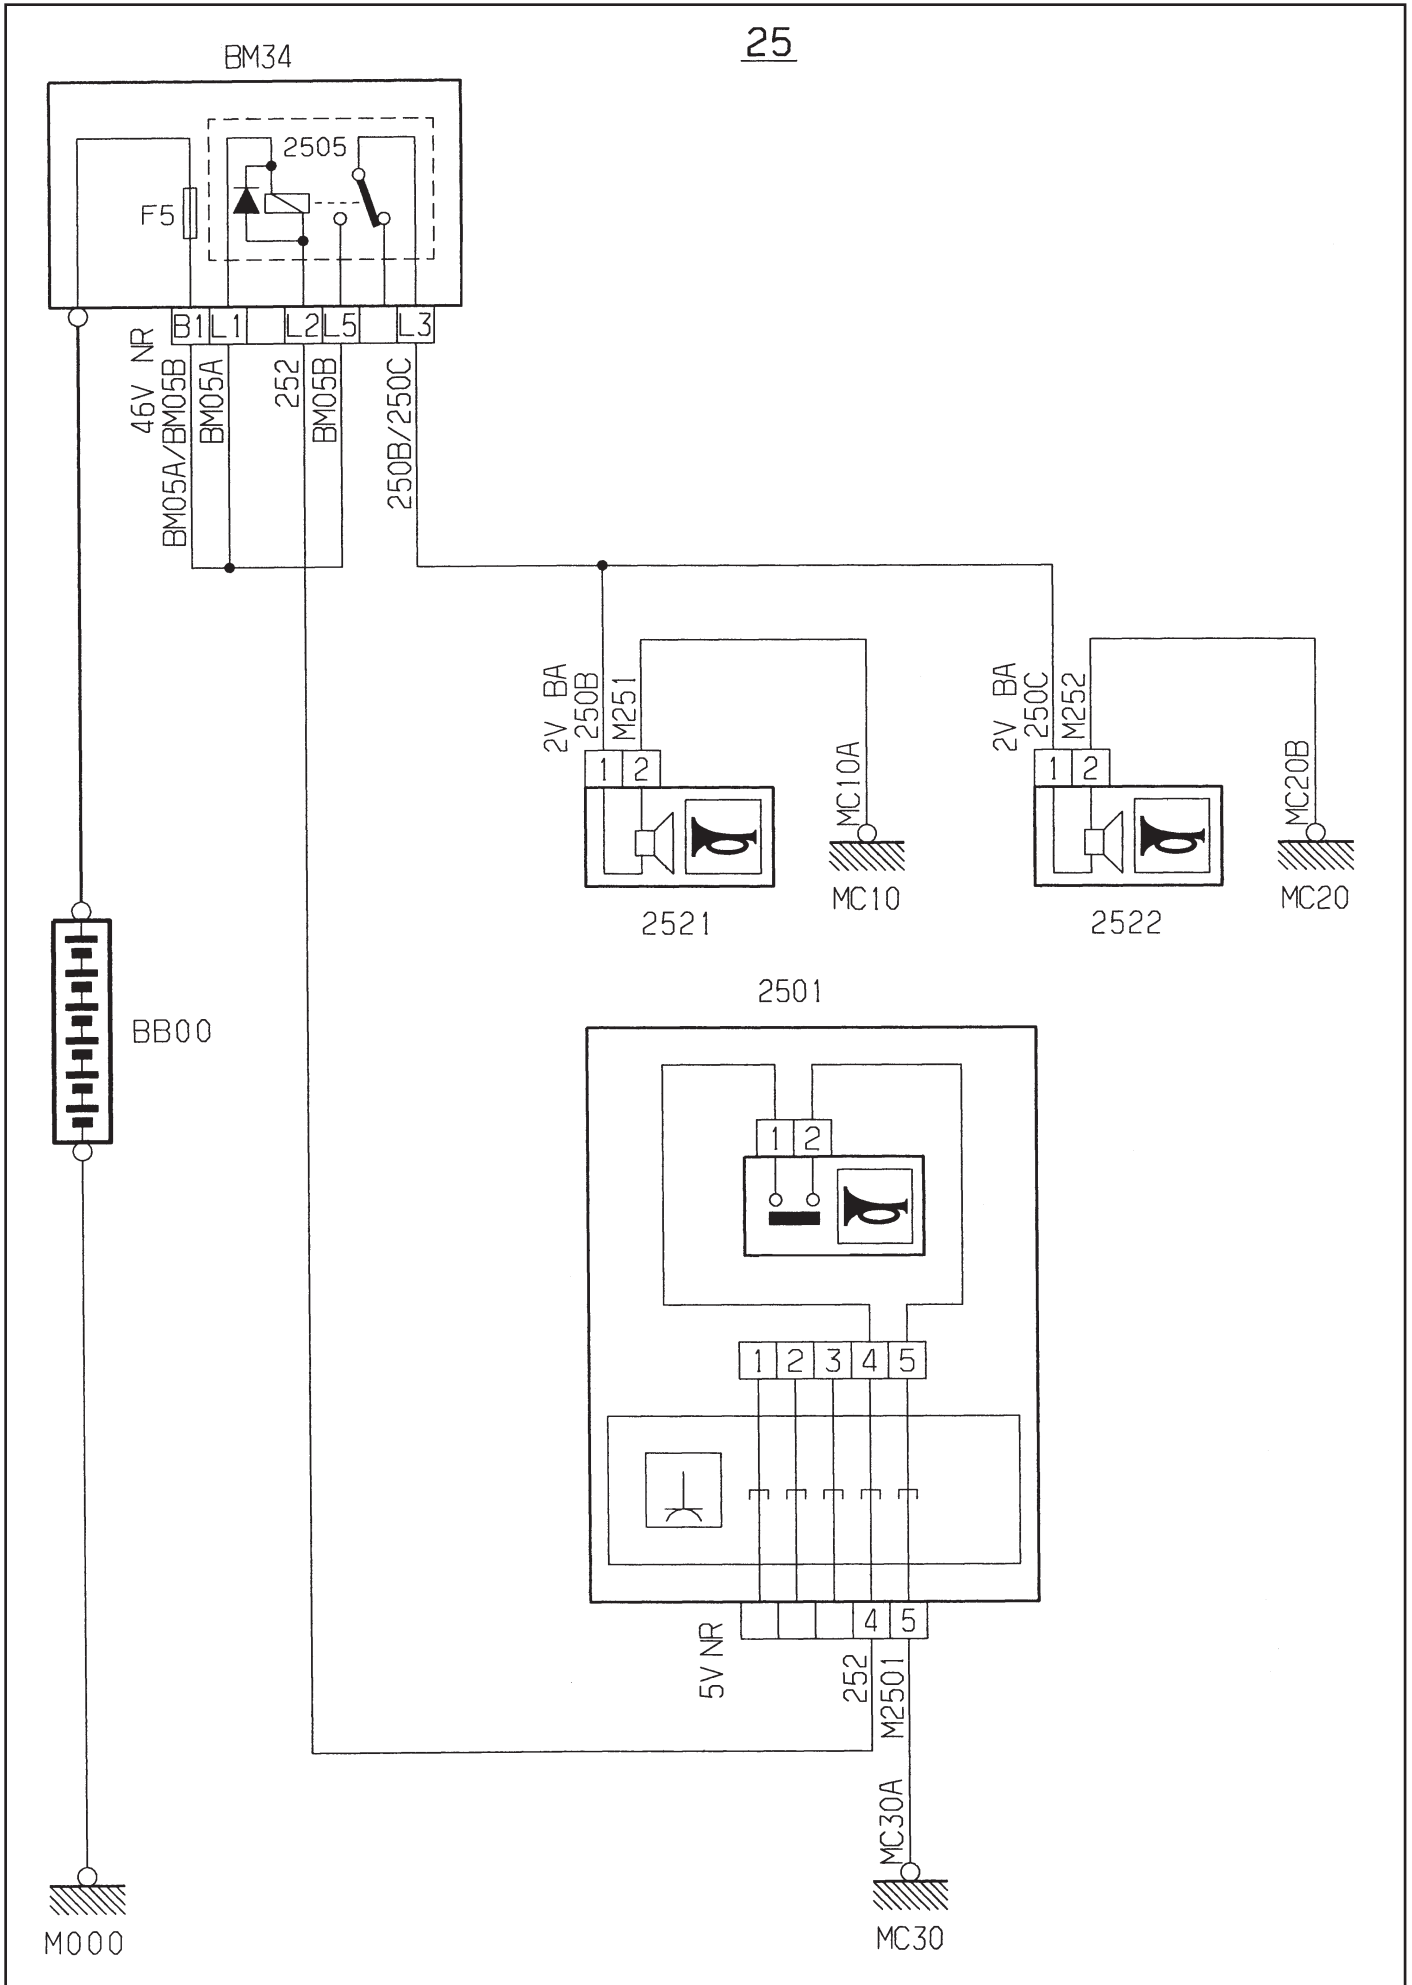 25
BM34
2505
F5
B1 L1 L2 L5 L3
46V NR
BM05A/BM05B
BM05A
252
BM05B
250B/250C
2V BA
250B
M251
MC10A
2V BA
250C
M252
MC20B
1 2
1 2
MC10
MC20
2521
2522
2501
BB00
1 2
1 2 3 4 5
4 5
5V NR
252
M2501
MC30A
M000
MC30